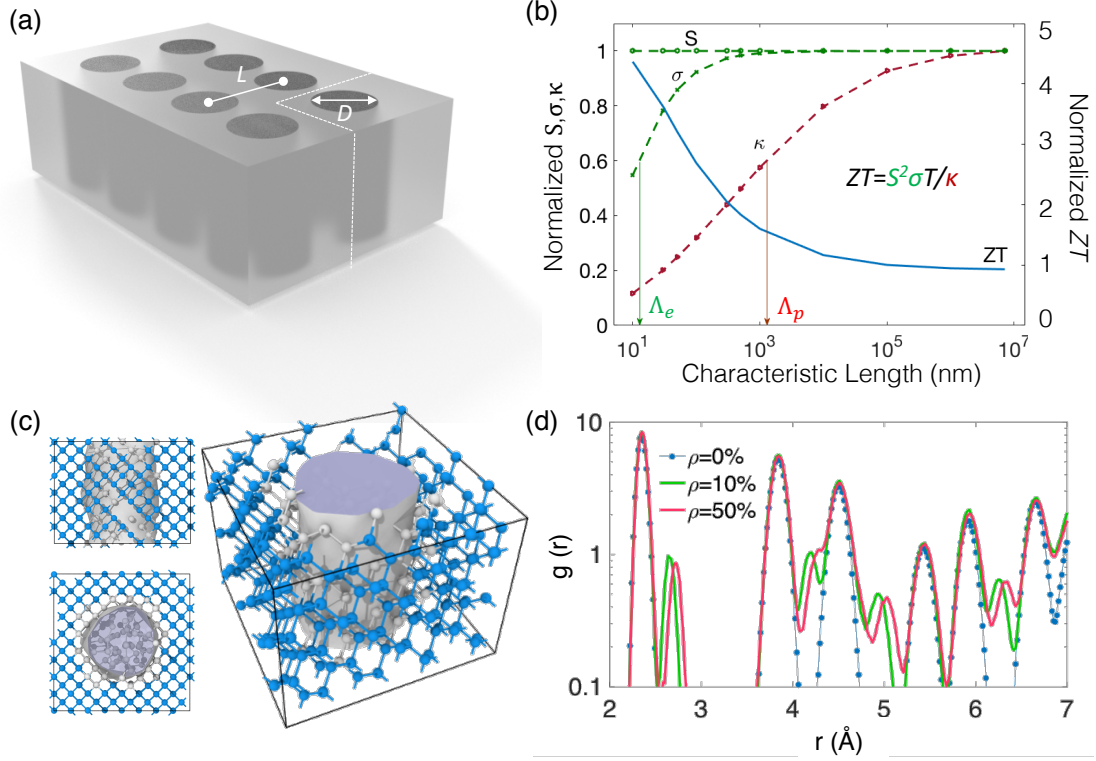 (a)
L
D
(b)
S
σ
κ
ZT=S²σT/κ
ZT
Λₑ
Λₚ
Normalized S,σ,κ
1
0.8
0.6
0.4
0.2
0
Normalized ZT
5
4
3
2
1
0
10¹ 10³ 10⁵ 10⁷
Characteristic Length (nm)
(c)
(d)
ρ=0%
ρ=10%
ρ=50%
g (r)
10
1
0.1
2 3 4 5 6 7
r (Å)